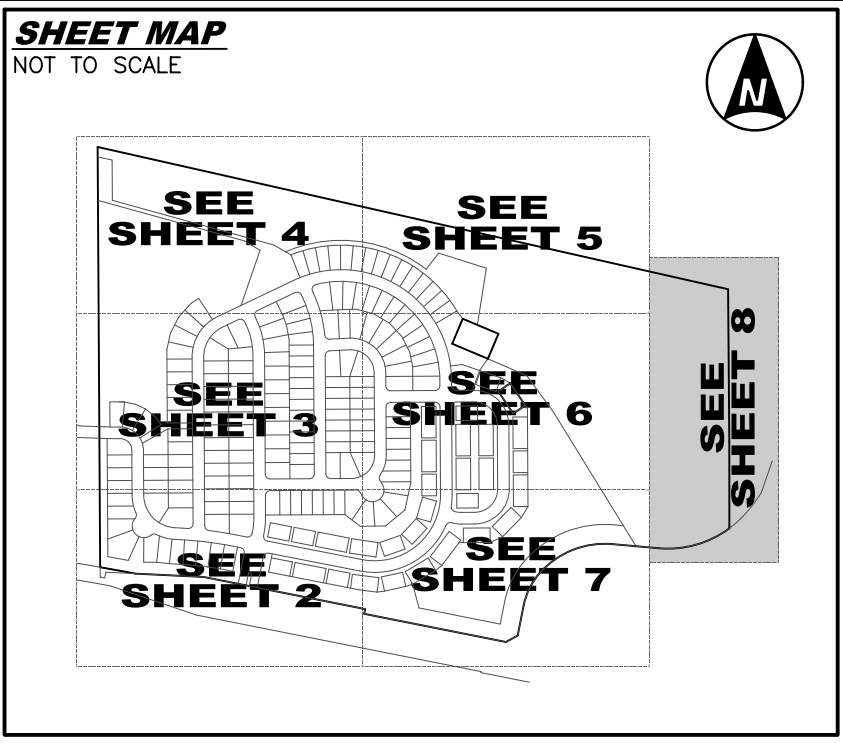 SHEET MAP
NOT TO SCALE
N
SEE
SHEET 4
SEE
SHEET 5
SEE
SHEET 8
SEE
SHEET 3
SEE
SHEET 6
SEE
SHEET 2
SEE
SHEET 7